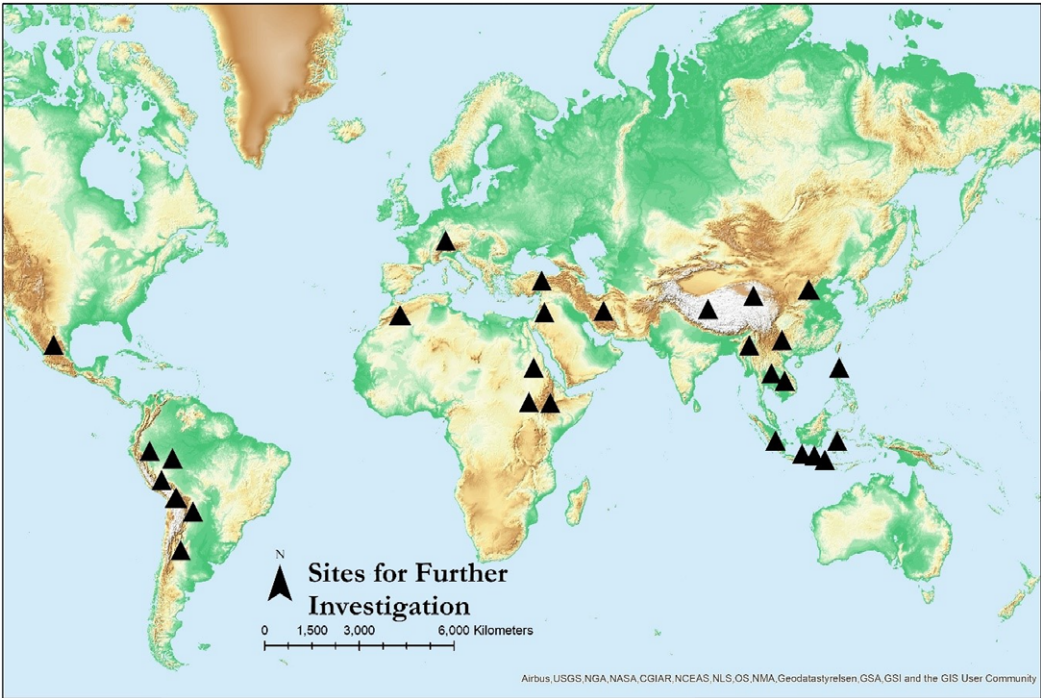 N
Sites for Further
Investigation
0 1,500 3,000 6,000 Kilometers
Airbus,USGS,NGA,NASA,CGIAR,NCEAS,NLS,OS,NMA,Geodatastyrelsen,GSA,GSI and the GIS User Community